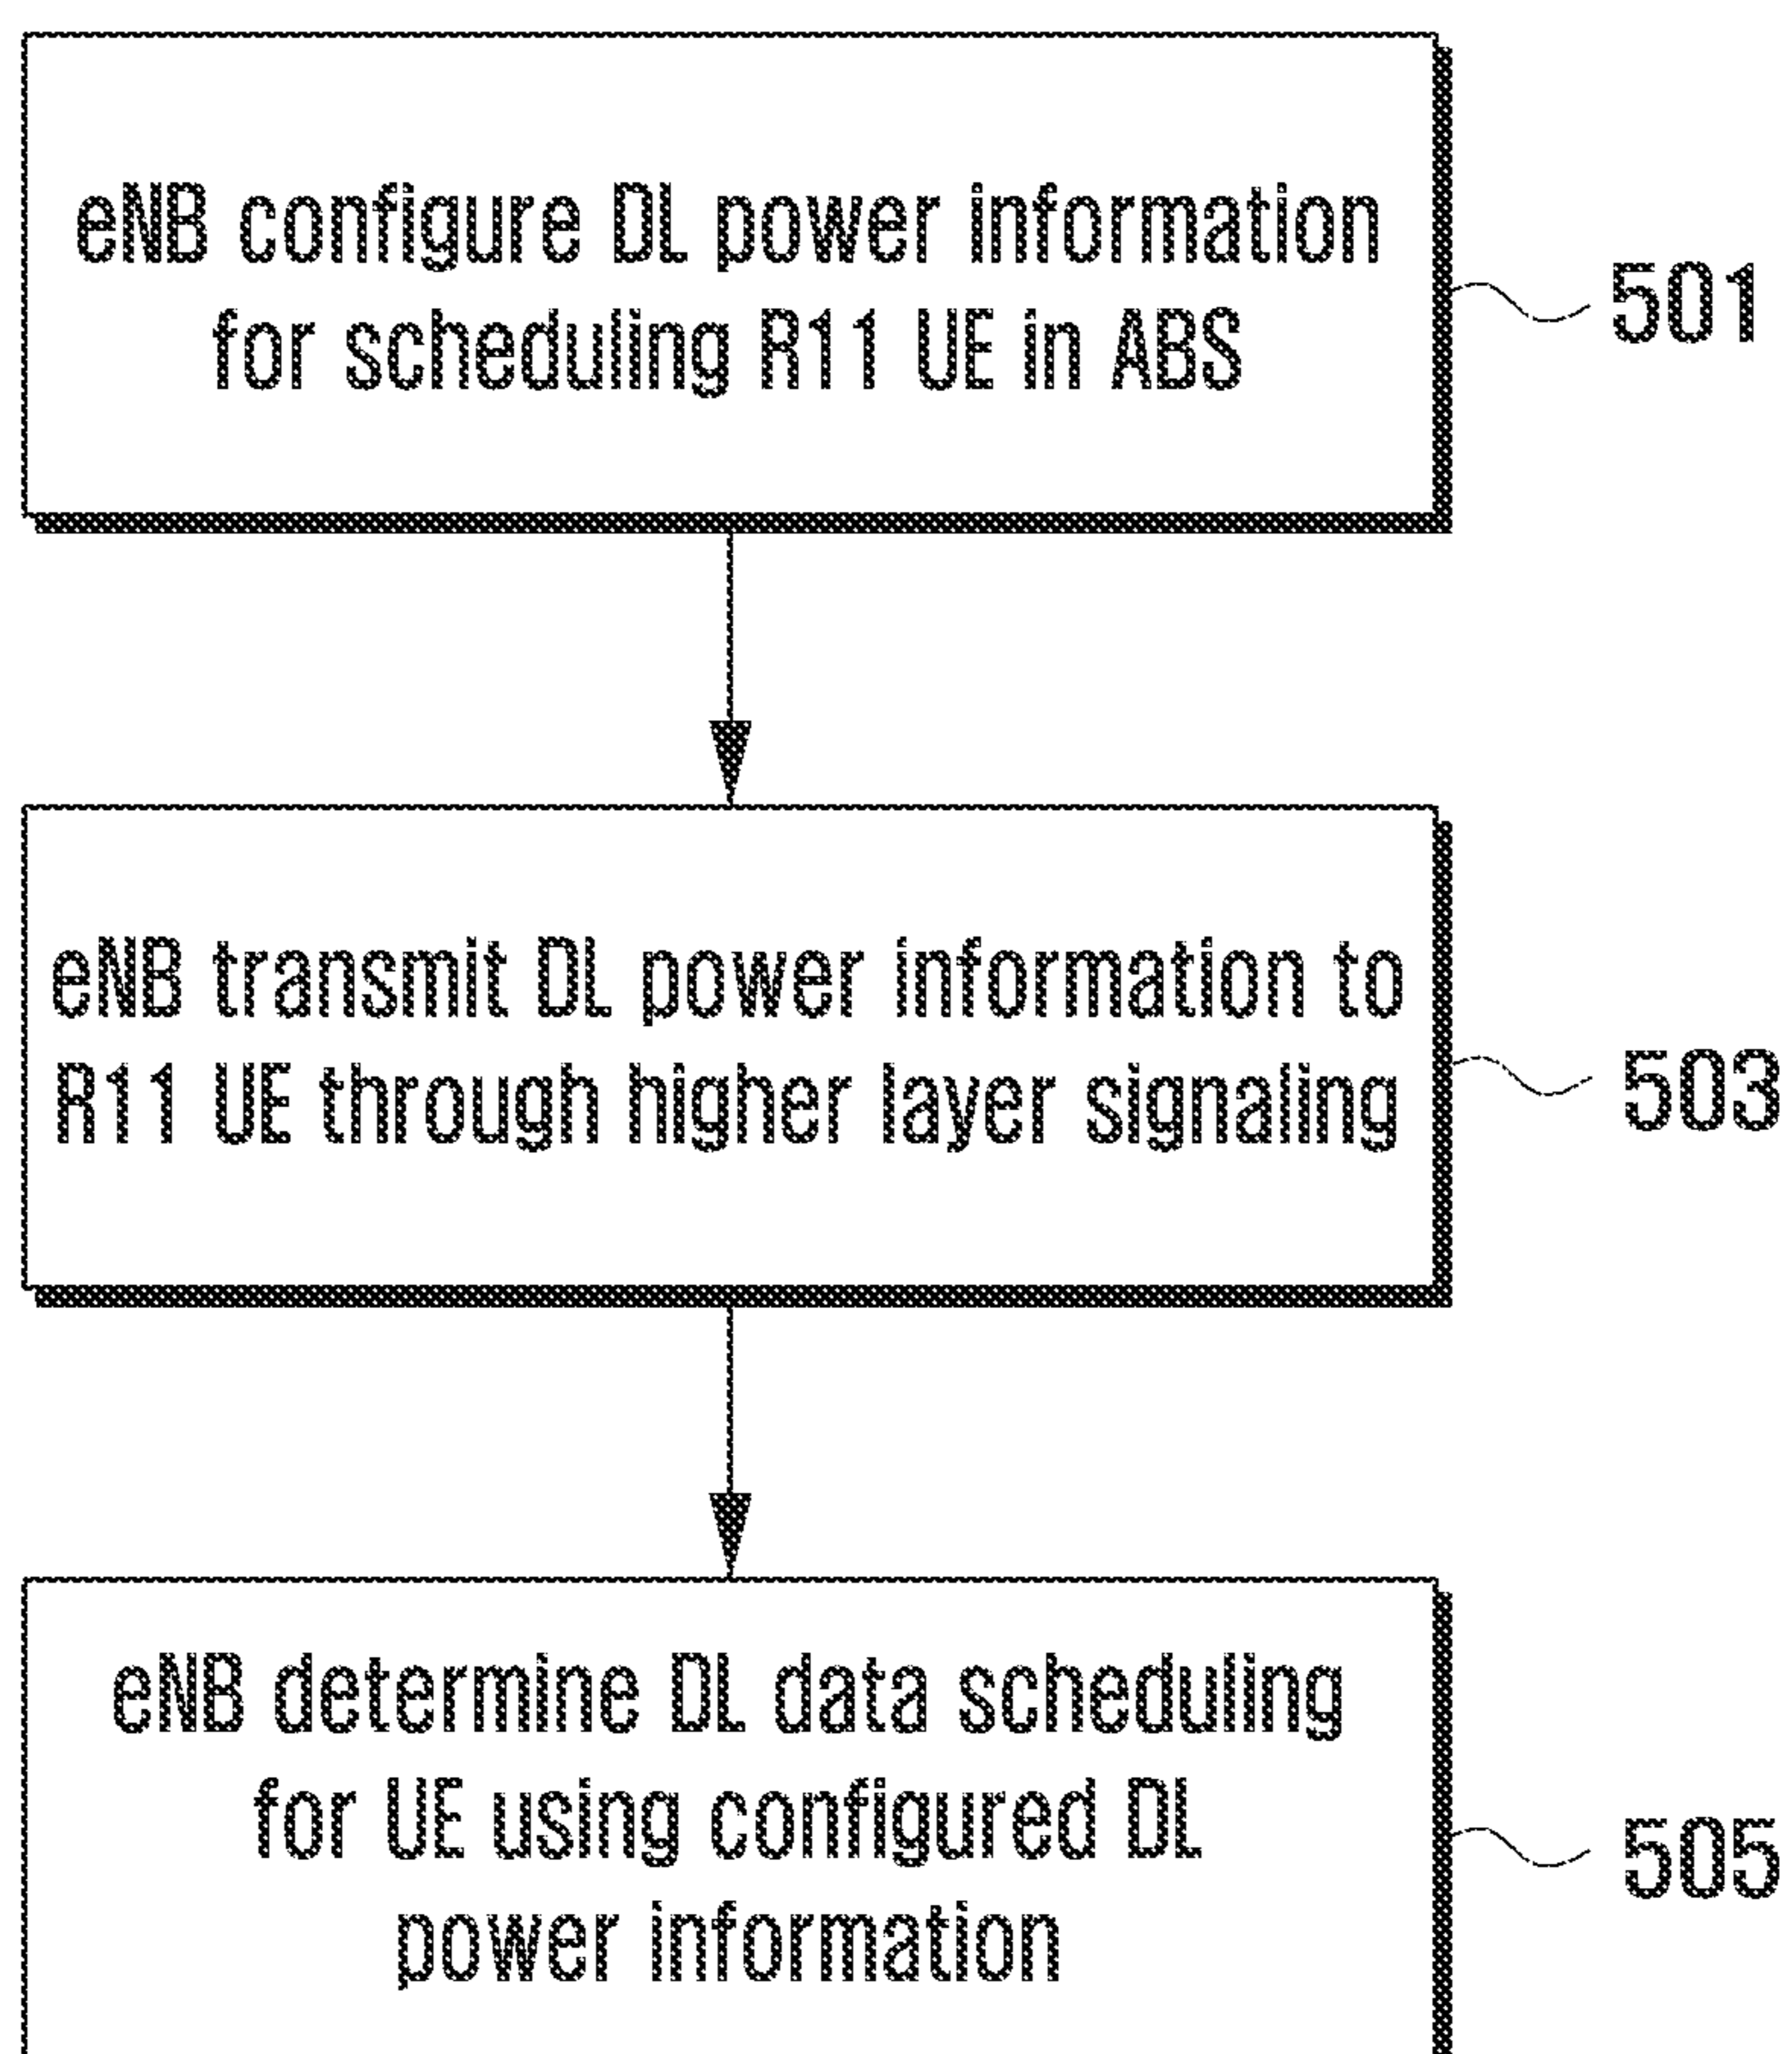 eNB configure DL power information
for scheduling R11 UE in ABS
501
eNB transmit DL power information to
R11 UE through higher layer signaling
503
eNB determine DL data scheduling
for UE using configured DL
power information
505